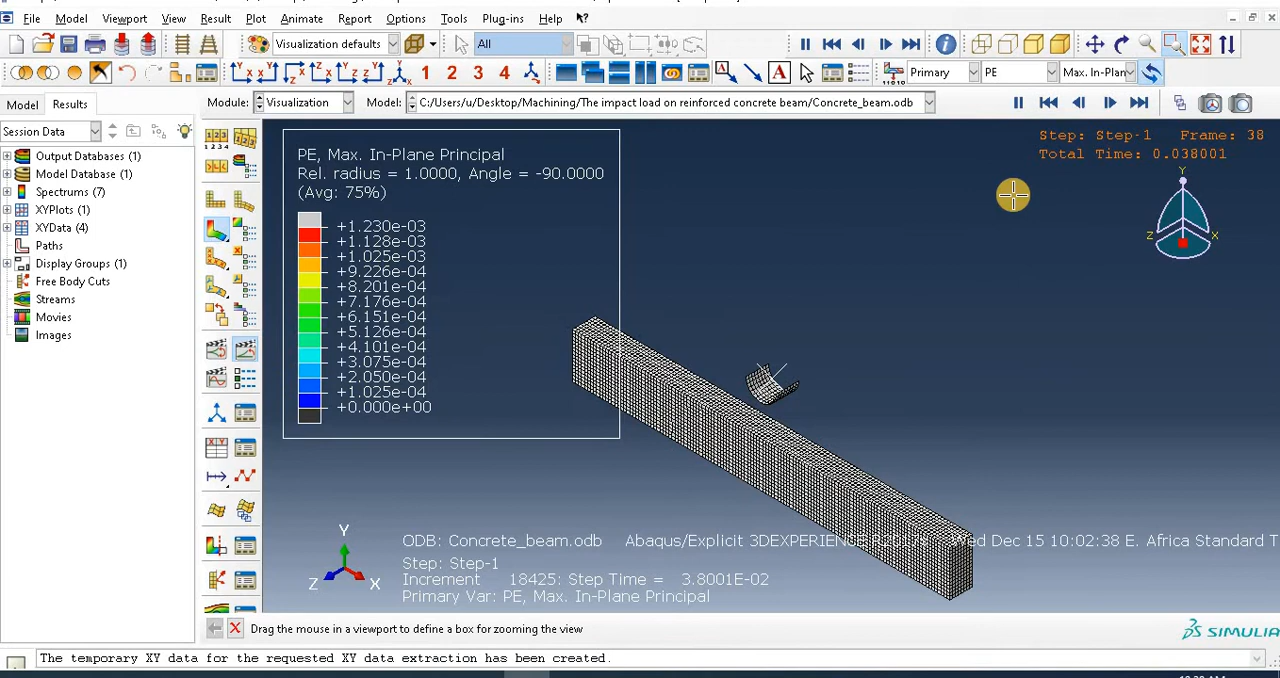 File Model Viewport View Result Plot Animate Report Options Tools Plug-ins Help
Visualization defaults All
1 2 4 A Primary PE Max. In-Plan
Model Results Module: Visualization Model: C:/Users/u/Desktop/Machining/The impact load on reinforced concrete beam/Concrete_beam.odb
Session Data
Output Databases (1)
Model Database (1)
Spectrums (7)
XYPlots (1)
XYData (4)
Paths
Display Groups (1)
Free Body Cuts
Streams
Movies
Images
PE, Max. In-Plane Principal
Rel. radius = 1.0000, Angle = -90.0000
(Avg: 75%)
+1.230e-03
+1.128e-03
+1.025e-03
+9.226e-04
+8.201e-04
+7.176e-04
+6.151e-04
+5.126e-04
+4.101e-04
+3.075e-04
+2.050e-04
+1.025e-04
+0.000e+00
Step: Step-1 Frame: 38
Total Time: 0.038001
Y
Z X
Y
Z
X
ODB: Concrete_beam.odb Abaqus/Explicit 3DEXPERIEN Dec 15 10:02:38 E. Africa Standard T
Step: Step-1
Increment 18425: Step Time = 3.8001E-02
Primary Var: PE, Max. In-Plane Principal
Drag the mouse in a viewport to define a box for zooming the view
SIMULIA
The temporary XY data for the requested XY data extraction has been created.